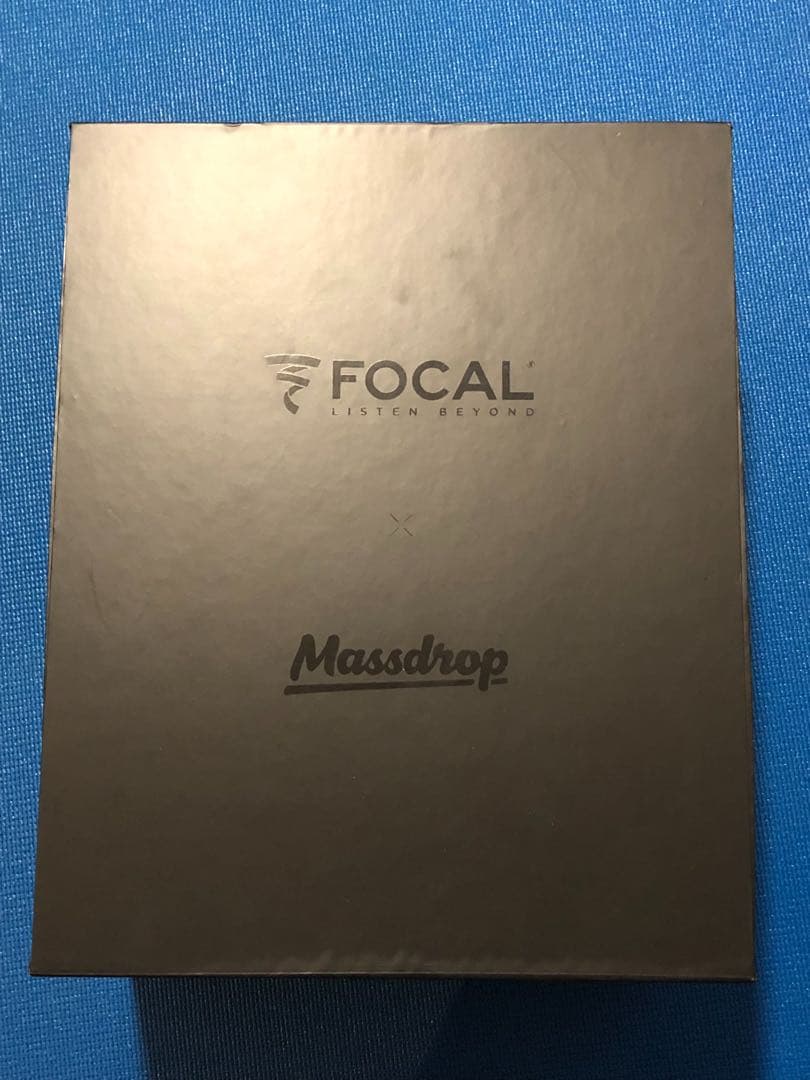 FOCAL®
LISTEN BEYOND
X
Massdrop